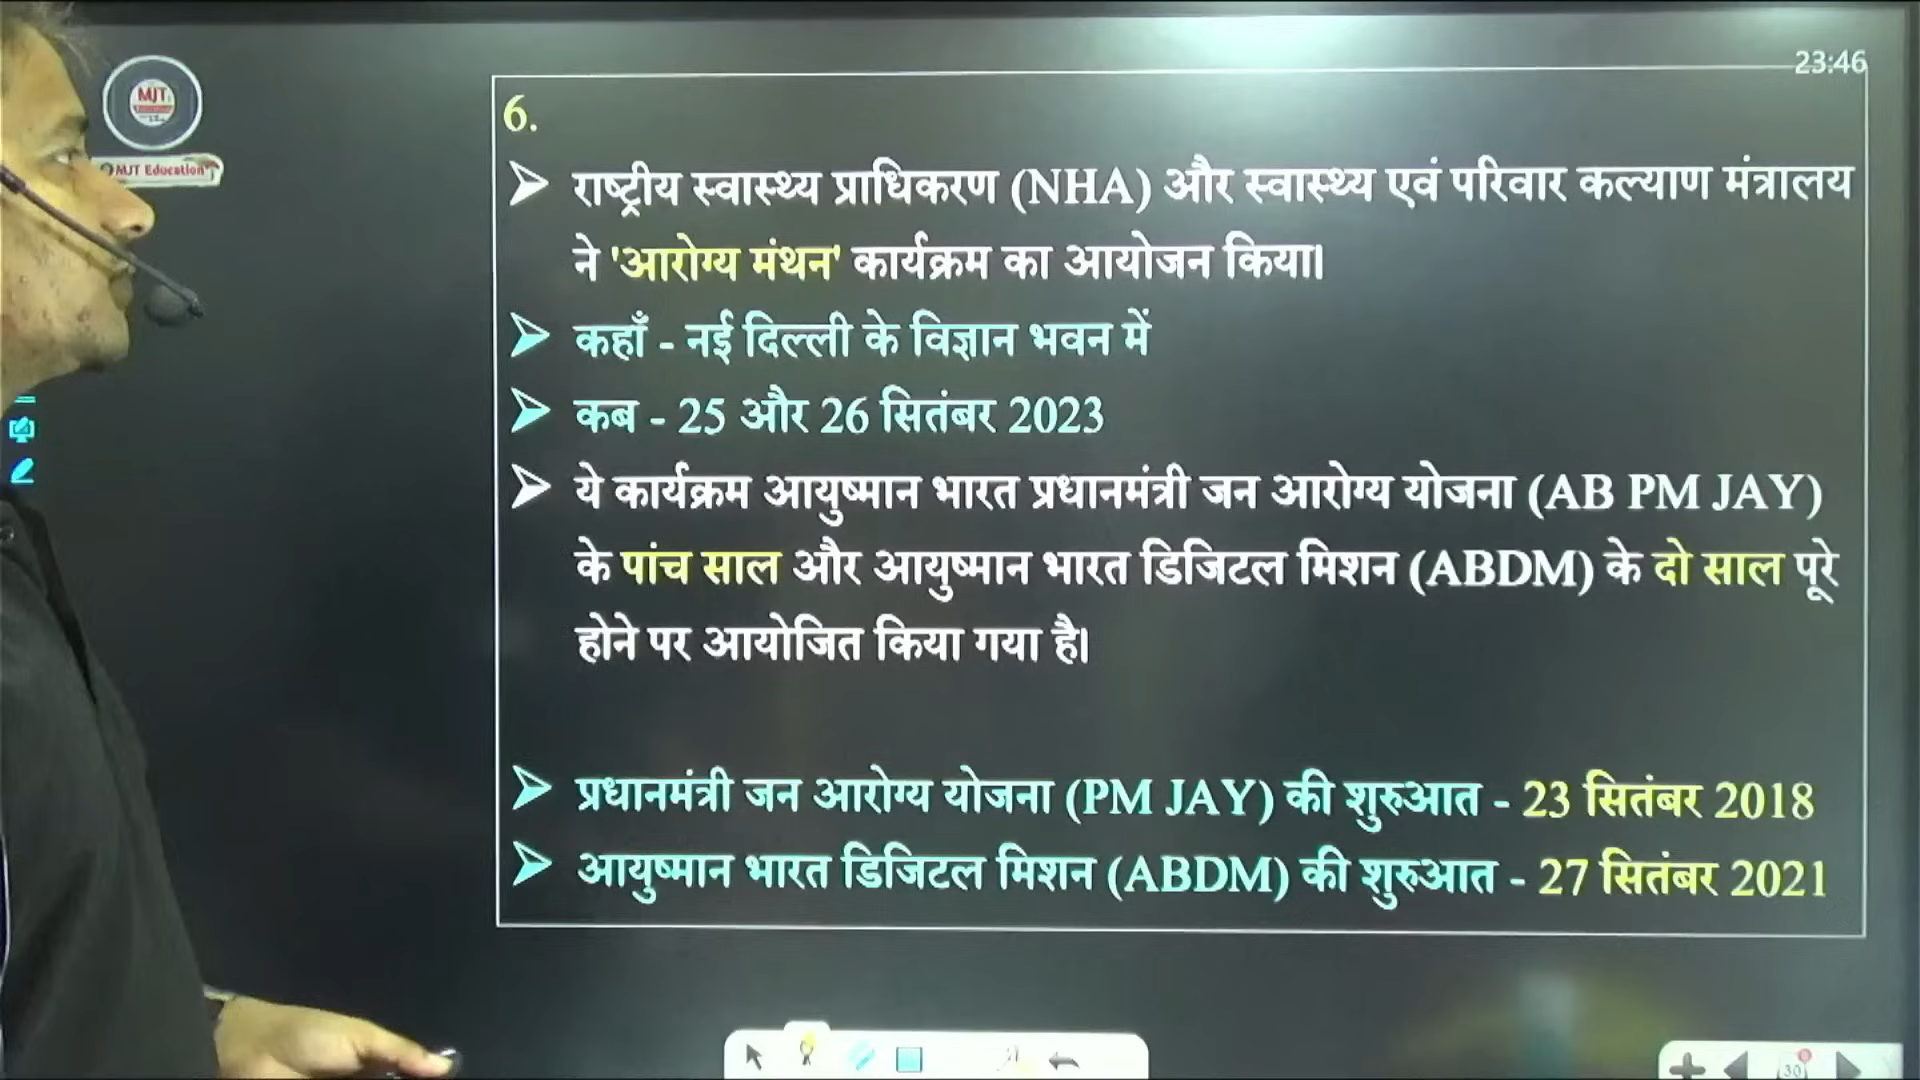 23:46
MJT
MJT Education
6.
राष्ट्रीय स्वास्थ्य प्राधिकरण (NHA) और स्वास्थ्य एवं परिवार कल्याण मंत्रालय
ने 'आरोग्य मंथन' कार्यक्रम का आयोजन किया।
कहाँ - नई दिल्ली के विज्ञान भवन में
कब - 25 और 26 सितंबर 2023
ये कार्यक्रम आयुष्मान भारत प्रधानमंत्री जन आरोग्य योजना (AB PM JAY)
के पांच साल और आयुष्मान भारत डिजिटल मिशन (ABDM) के दो साल पूरे
होने पर आयोजित किया गया है।
प्रधानमंत्री जन आरोग्य योजना (PM JAY) की शुरुआत - 23 सितंबर 2018
आयुष्मान भारत डिजिटल मिशन (ABDM) की शुरुआत - 27 सितंबर 2021
30